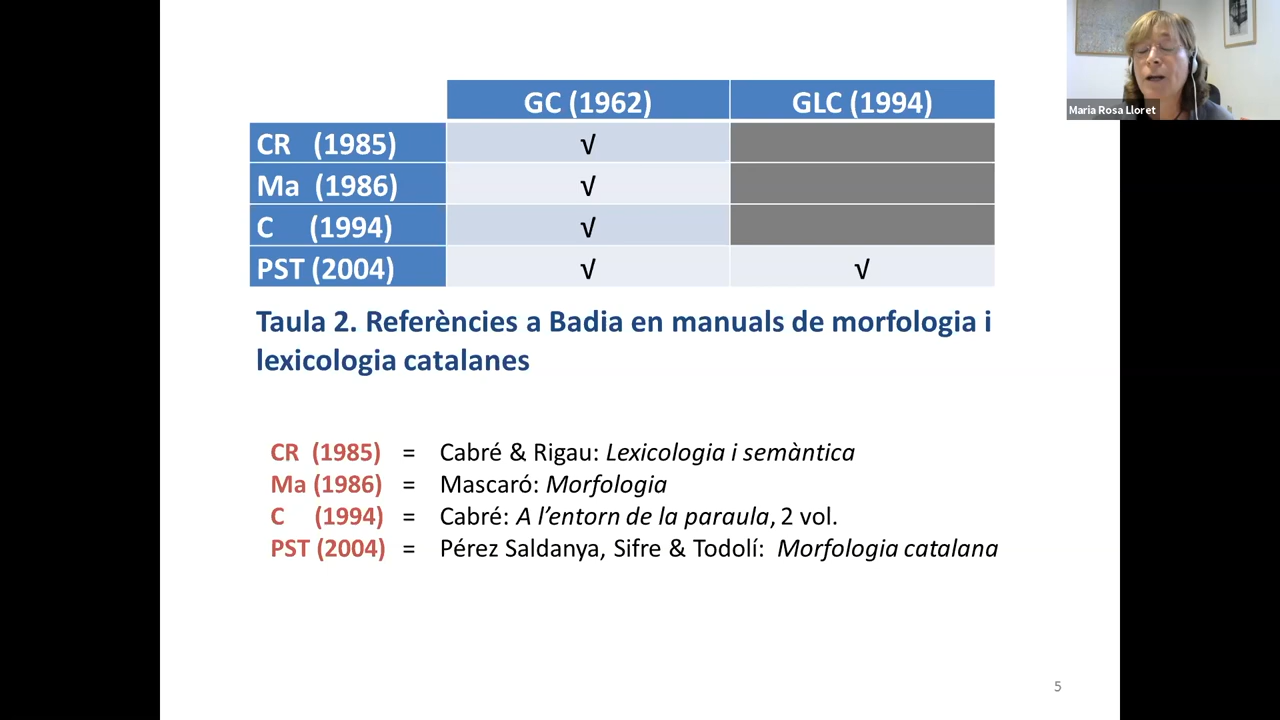 Maria Rosa Lloret
GC (1962) GLC (1994)
CR (1985) √
Ma (1986) √
C (1994) √
PST (2004) √ √
Taula 2. Referències a Badia en manuals de morfologia i
lexicologia catalanes
CR (1985) = Cabré & Rigau: Lexicologia i semàntica
Ma (1986) = Mascaró: Morfologia
C (1994) = Cabré: A l’entorn de la paraula, 2 vol.
PST (2004) = Pérez Saldanya, Sifre & Todolí: Morfologia catalana
5